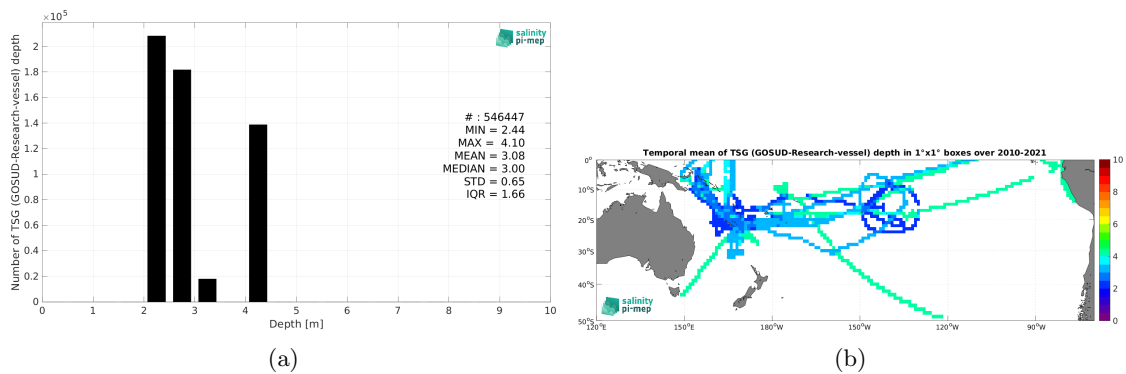 ×10⁵
2
1.8
1.6
1.4
1.2
1
0.8
0.6
0.4
0.2
0
Number of TSG (GOSUD-Research-vessel) depth
salinity
pi-mep
# : 546447
MIN = 2.44
MAX = 4.10
MEAN = 3.08
MEDIAN = 3.00
STD = 0.65
IQR = 1.66
0 1 2 3 4 5 6 7 8 9 10
Depth [m]
(a)
Temporal mean of TSG (GOSUD-Research-vessel) depth in 1°x1° boxes over 2010-2021
0°
10°S
20°S
30°S
40°S
50°S
120°E 150°E 180°W 150°W 120°W 90°W
salinity
pi-mep
10
9
8
7
6
5
4
3
2
1
0
(b)